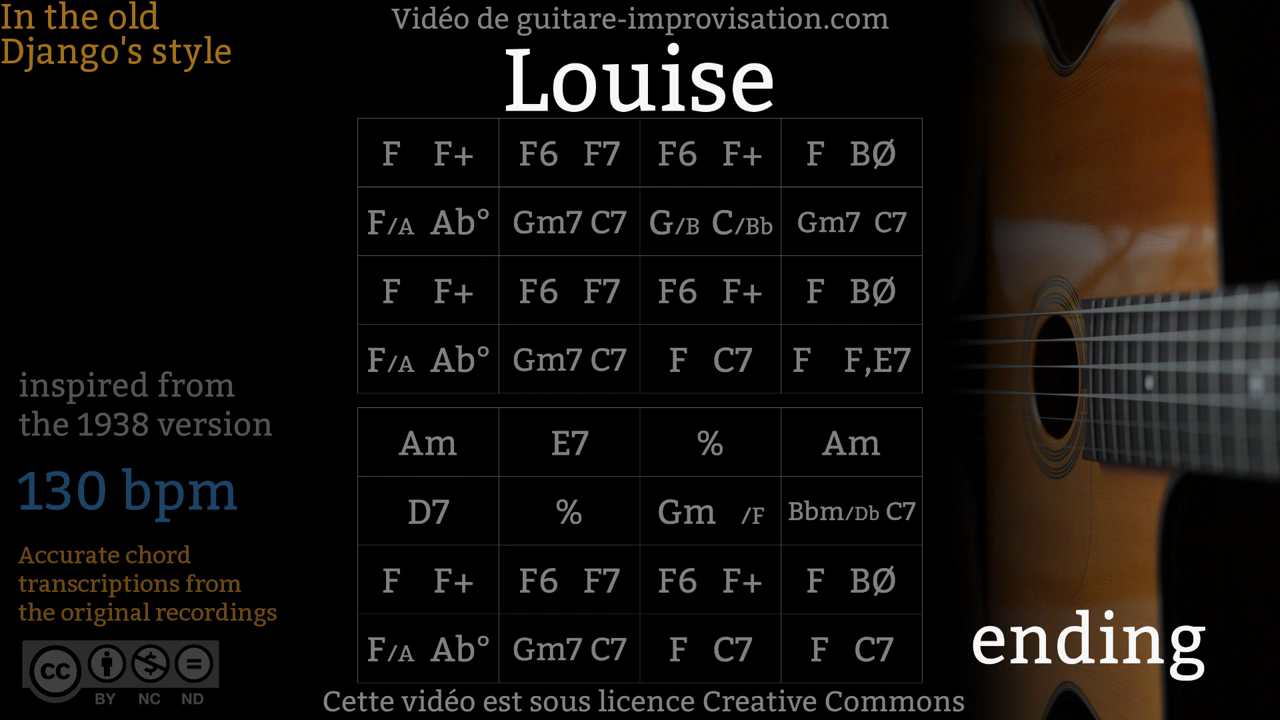 In the old
Django's style
Vidéo de guitare-improvisation.com
Louise
F F+ F6 F7 F6 F+ F BØ
F/A Ab° Gm7 C7 G/B C/Bb Gm7 C7
F F+ F6 F7 F6 F+ F BØ
F/A Ab° Gm7 C7 F C7 F F,E7
Am E7 % Am
D7 % Gm /F Bbm/Db C7
F F+ F6 F7 F6 F+ F BØ
F/A Ab° Gm7 C7 F C7 F C7
inspired from
the 1938 version
130 bpm
Accurate chord
transcriptions from
the original recordings
cc
BY NC ND
ending
Cette vidéo est sous licence Creative Commons